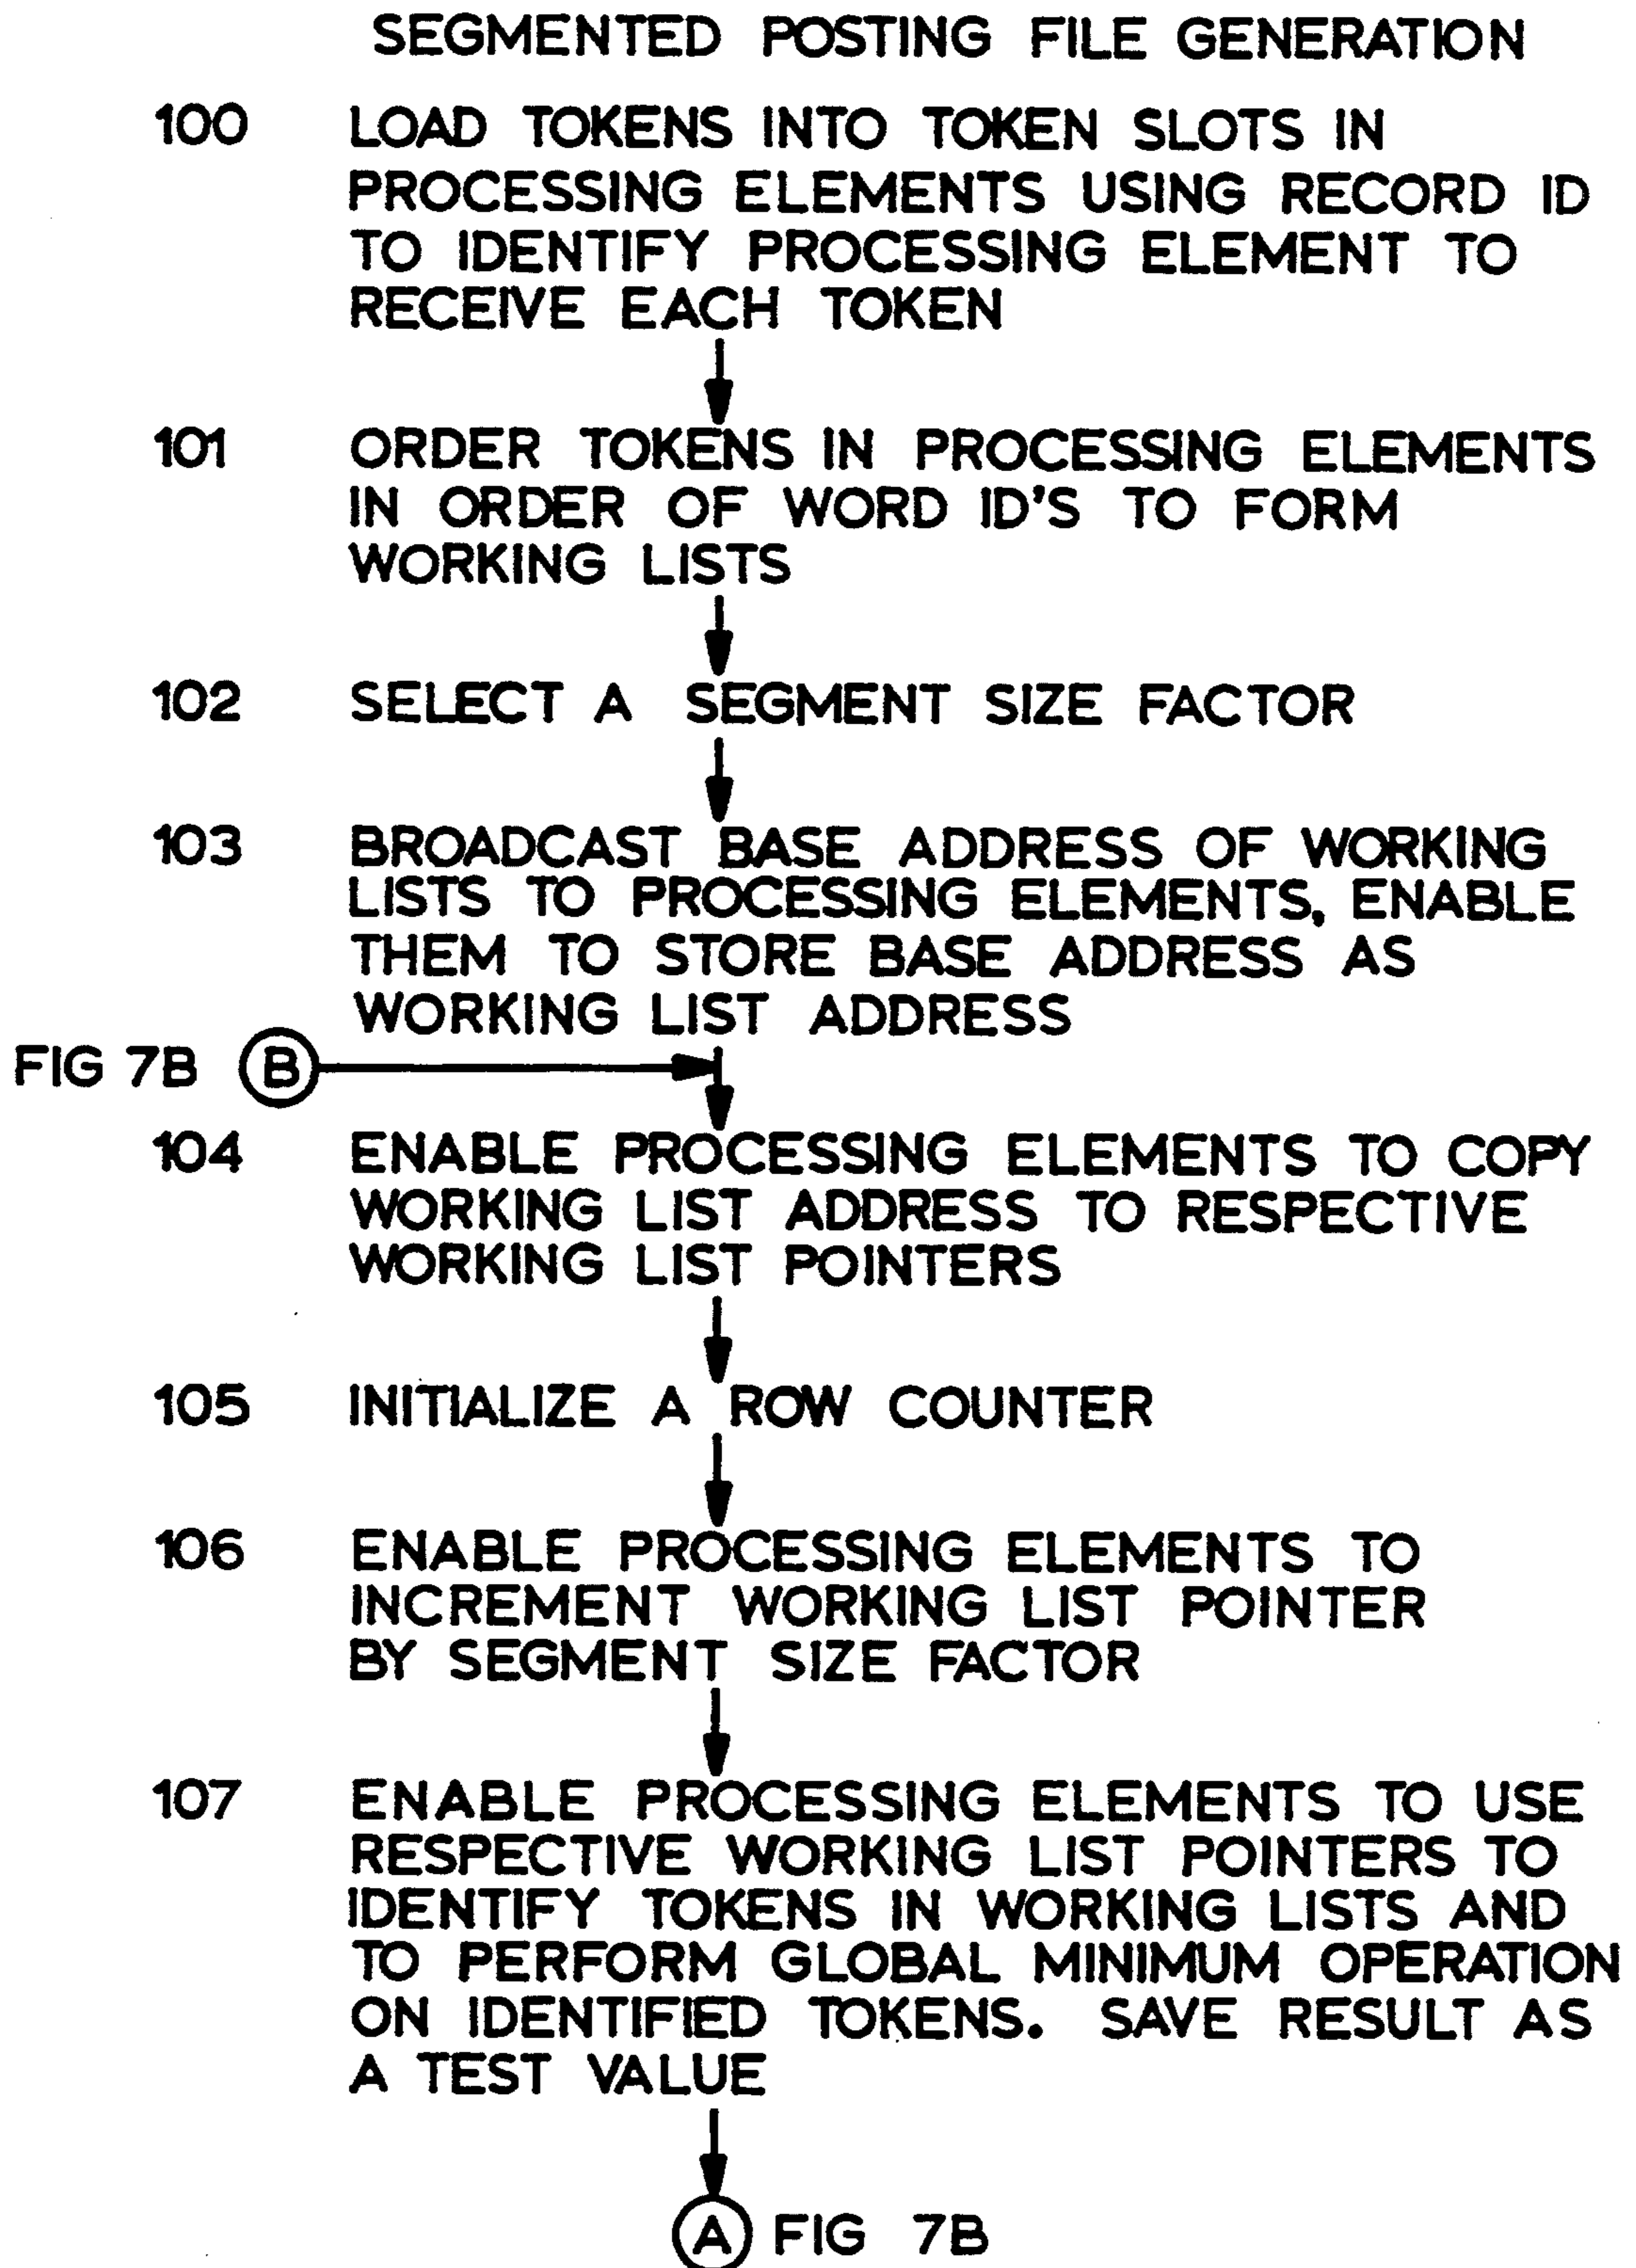 SEGMENTED POSTING FILE GENERATION
100 LOAD TOKENS INTO TOKEN SLOTS IN
PROCESSING ELEMENTS USING RECORD ID
TO IDENTIFY PROCESSING ELEMENT TO
RECEIVE EACH TOKEN
101 ORDER TOKENS IN PROCESSING ELEMENTS
IN ORDER OF WORD ID'S TO FORM
WORKING LISTS
102 SELECT A SEGMENT SIZE FACTOR
103 BROADCAST BASE ADDRESS OF WORKING
LISTS TO PROCESSING ELEMENTS, ENABLE
THEM TO STORE BASE ADDRESS AS
WORKING LIST ADDRESS
FIG 7B B
104 ENABLE PROCESSING ELEMENTS TO COPY
WORKING LIST ADDRESS TO RESPECTIVE
WORKING LIST POINTERS
105 INITIALIZE A ROW COUNTER
106 ENABLE PROCESSING ELEMENTS TO
INCREMENT WORKING LIST POINTER
BY SEGMENT SIZE FACTOR
107 ENABLE PROCESSING ELEMENTS TO USE
RESPECTIVE WORKING LIST POINTERS TO
IDENTIFY TOKENS IN WORKING LISTS AND
TO PERFORM GLOBAL MINIMUM OPERATION
ON IDENTIFIED TOKENS. SAVE RESULT AS
A TEST VALUE
A FIG 7B